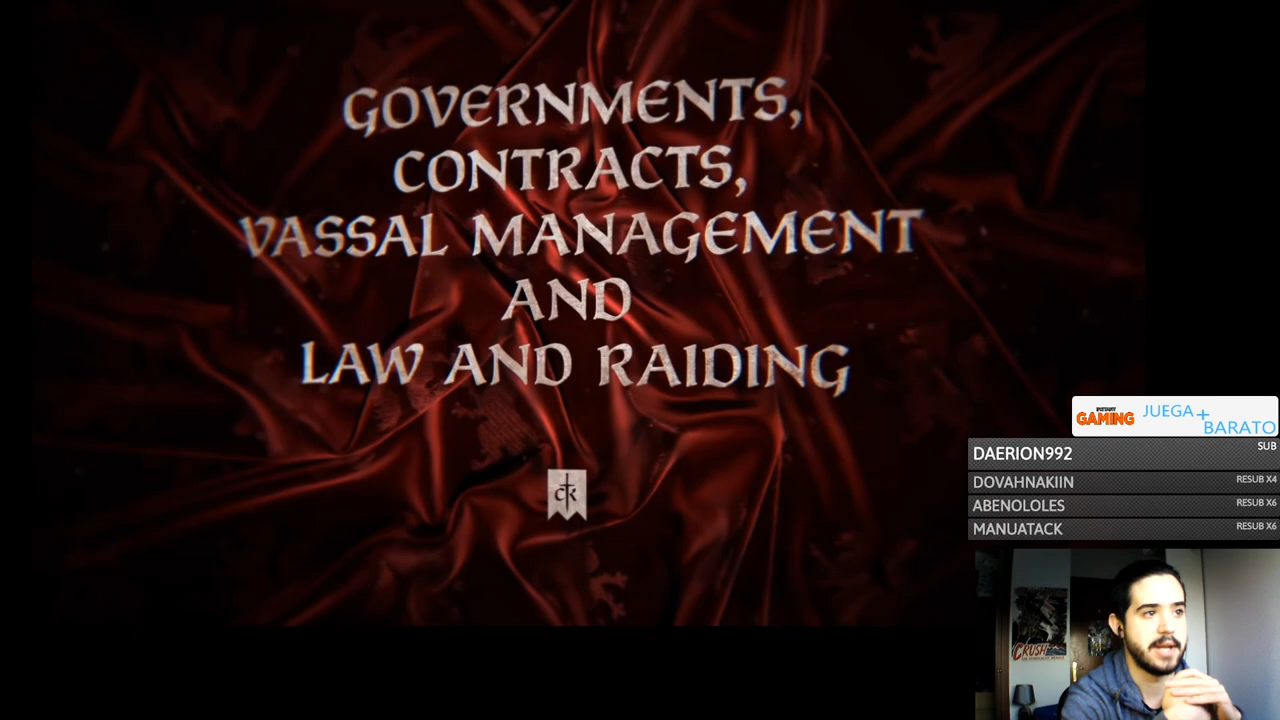 GOVERNMENTS,
CONTRACTS,
VASSAL MANAGEMENT
AND
LAW AND RAIDING
CK
INSTANT
GAMING
JUEGA+
BARATO
DAERION992 SUB
DOVAHNAKIIN RESUB X4
ABENOLOLES RESUB X6
MANUATACK RESUB X6
CRUSH